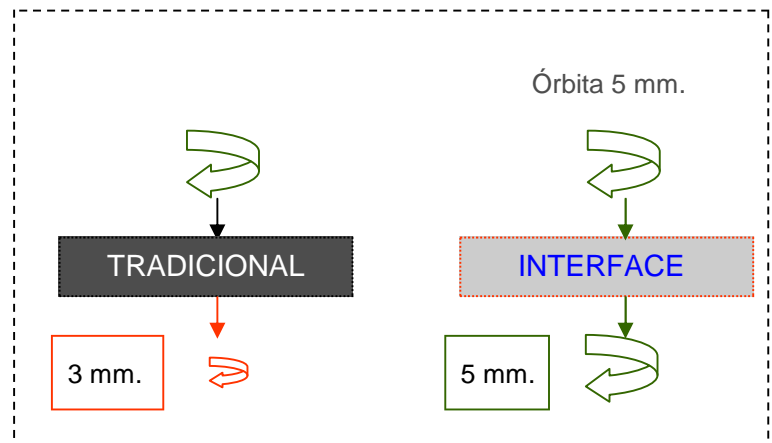 Órbita 5 mm.
TRADICIONAL
INTERFACE
3 mm.
5 mm.